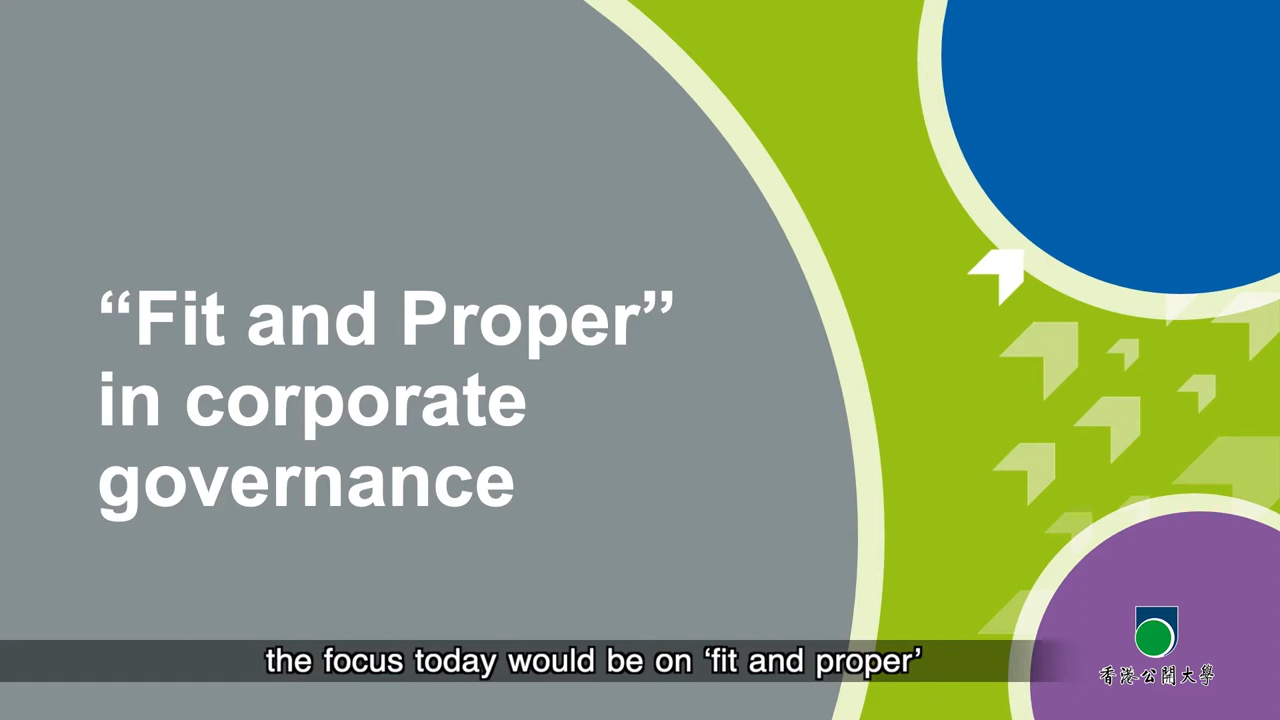 “Fit and Proper”
in corporate
governance
the focus today would be on ‘fit and proper’
香港公開大學